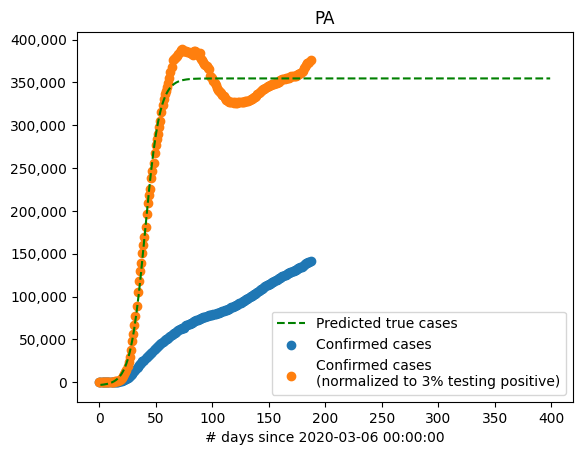 PA
400,000
350,000
300,000
250,000
200,000
150,000
100,000
50,000
0
0 50 100 150 200 250 300 350 400
# days since 2020-03-06 00:00:00
Predicted true cases
Confirmed cases
Confirmed cases
(normalized to 3% testing positive)